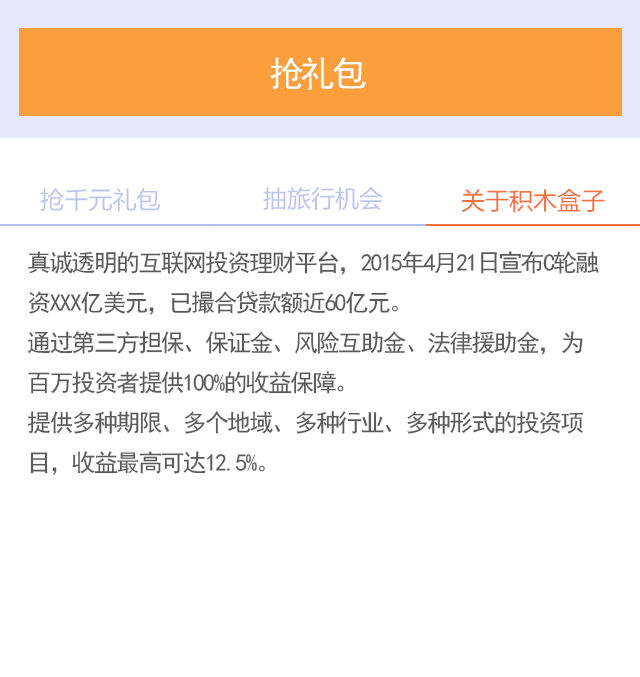 抢礼包
抢千元礼包 抽旅行机会 关于积木盒子
真诚透明的互联网投资理财平台，2015年4月21日宣布C轮融
资XXX亿美元，已撮合贷款额近60亿元。
通过第三方担保、保证金、风险互助金、法律援助金，为
百万投资者提供100%的收益保障。
提供多种期限、多个地域、多种行业、多种形式的投资项
目，收益最高可达12.5%。